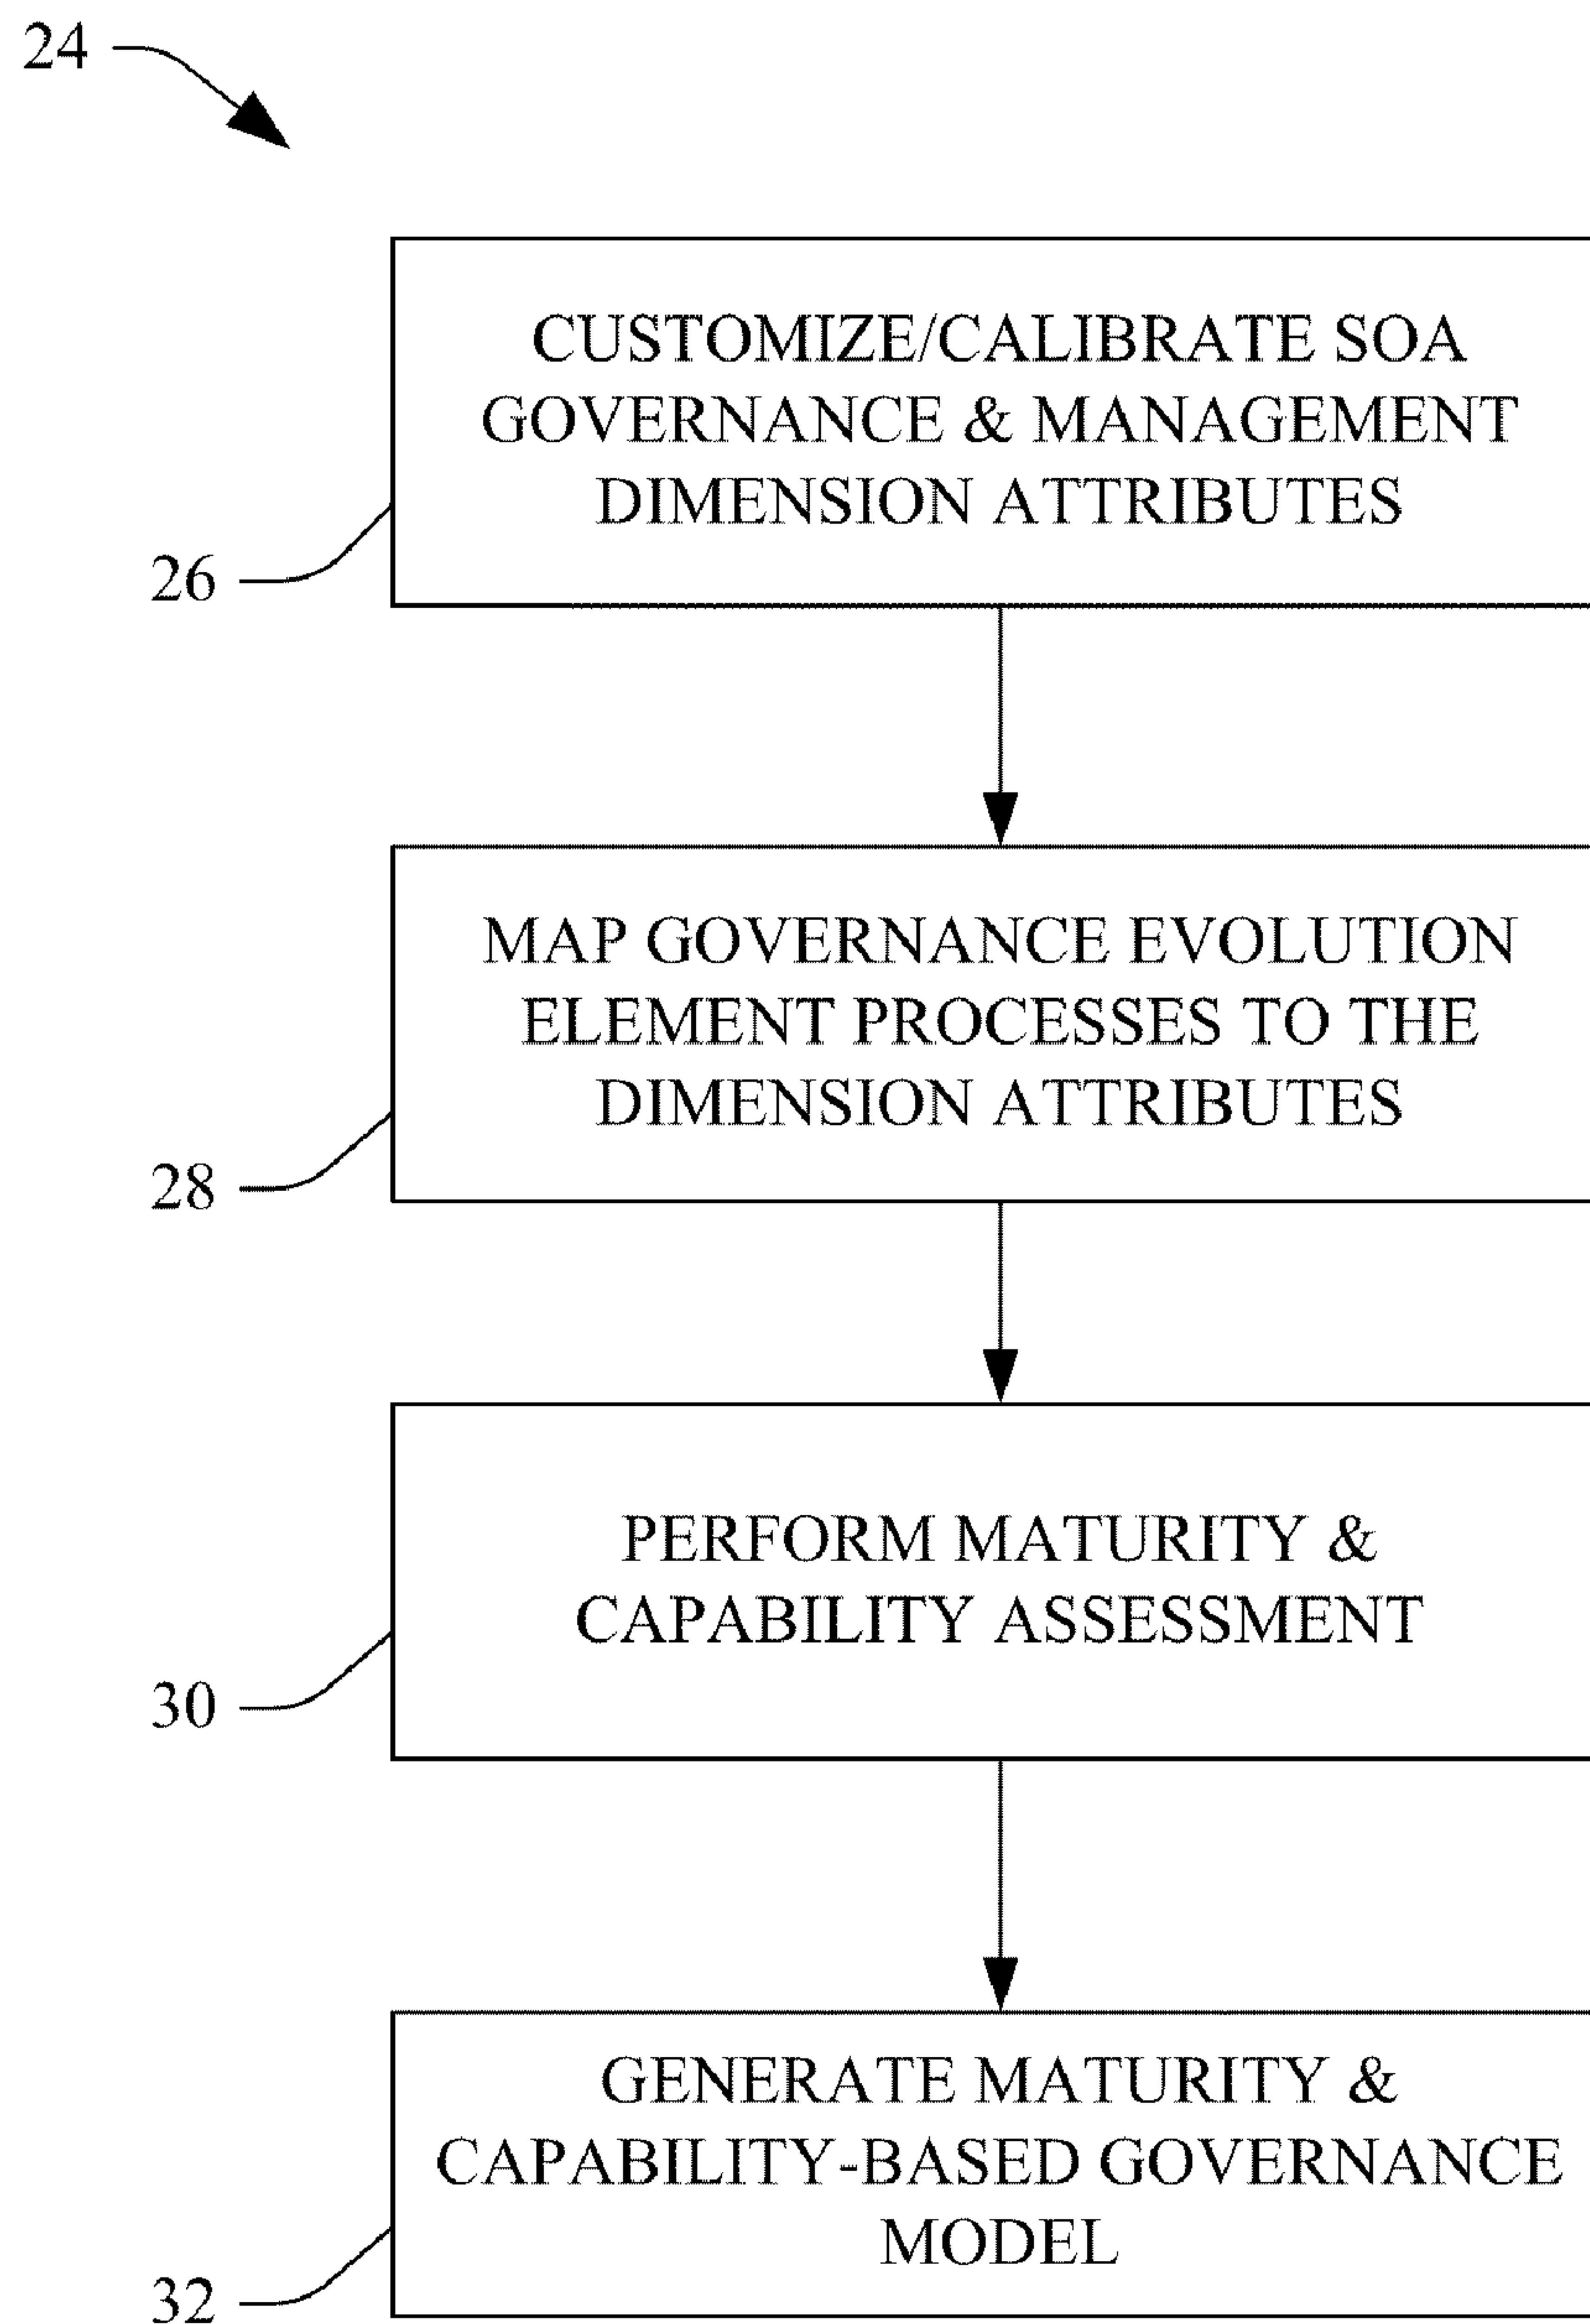 24
CUSTOMIZE/CALIBRATE SOA
GOVERNANCE & MANAGEMENT
DIMENSION ATTRIBUTES
26
MAP GOVERNANCE EVOLUTION
ELEMENT PROCESSES TO THE
DIMENSION ATTRIBUTES
28
PERFORM MATURITY &
CAPABILITY ASSESSMENT
30
GENERATE MATURITY &
CAPABILITY-BASED GOVERNANCE
MODEL
32